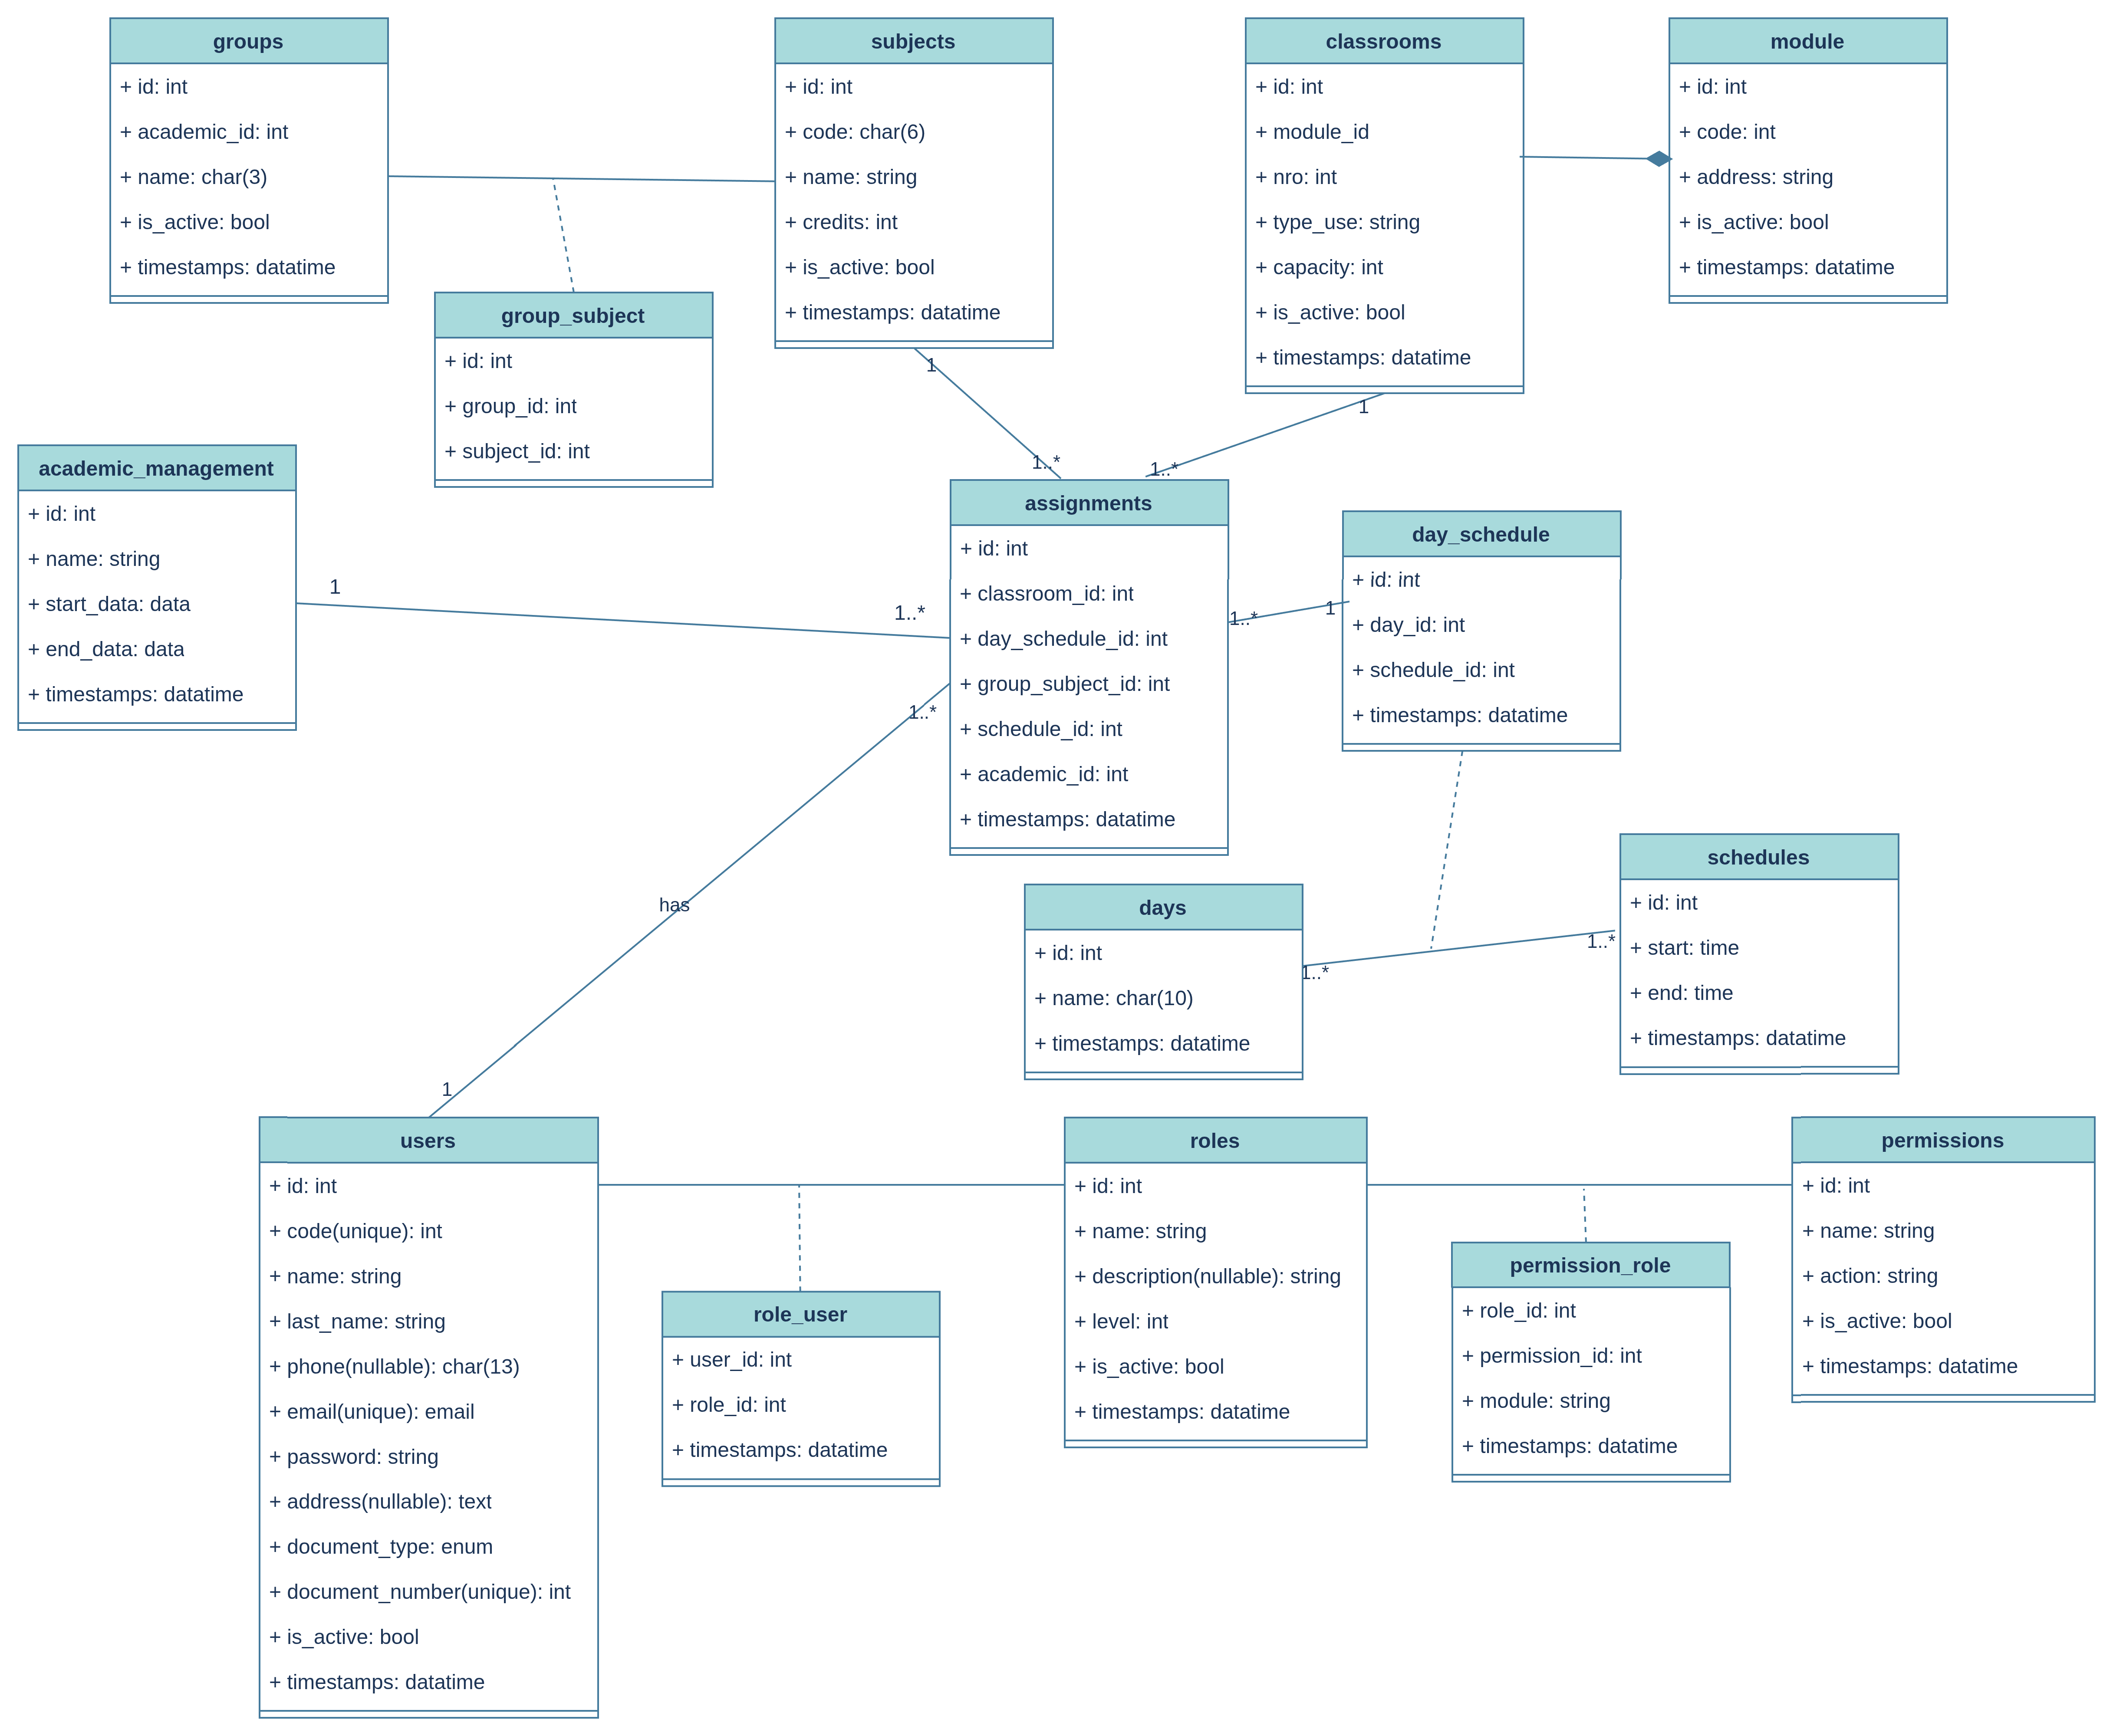 groups
+ id: int
+ academic_id: int
+ name: char(3)
+ is_active: bool
+ timestamps: datatime
subjects
+ id: int
+ code: char(6)
+ name: string
+ credits: int
+ is_active: bool
+ timestamps: datatime
classrooms
+ id: int
+ module_id
+ nro: int
+ type_use: string
+ capacity: int
+ is_active: bool
+ timestamps: datatime
module
+ id: int
+ code: int
+ address: string
+ is_active: bool
+ timestamps: datatime
group_subject
+ id: int
+ group_id: int
+ subject_id: int
1
1..*
1
1..*
academic_management
+ id: int
+ name: string
+ start_data: data
+ end_data: data
+ timestamps: datatime
1
1..*
assignments
+ id: int
+ classroom_id: int
+ day_schedule_id: int
+ group_subject_id: int
+ schedule_id: int
+ academic_id: int
+ timestamps: datatime
1..*
1
day_schedule
+ id: int
+ day_id: int
+ schedule_id: int
+ timestamps: datatime
1..*
has
1
days
+ id: int
+ name: char(10)
+ timestamps: datatime
1..*
1..*
schedules
+ id: int
+ start: time
+ end: time
+ timestamps: datatime
users
+ id: int
+ code(unique): int
+ name: string
+ last_name: string
+ phone(nullable): char(13)
+ email(unique): email
+ password: string
+ address(nullable): text
+ document_type: enum
+ document_number(unique): int
+ is_active: bool
+ timestamps: datatime
role_user
+ user_id: int
+ role_id: int
+ timestamps: datatime
roles
+ id: int
+ name: string
+ description(nullable): string
+ level: int
+ is_active: bool
+ timestamps: datatime
permission_role
+ role_id: int
+ permission_id: int
+ module: string
+ timestamps: datatime
permissions
+ id: int
+ name: string
+ action: string
+ is_active: bool
+ timestamps: datatime